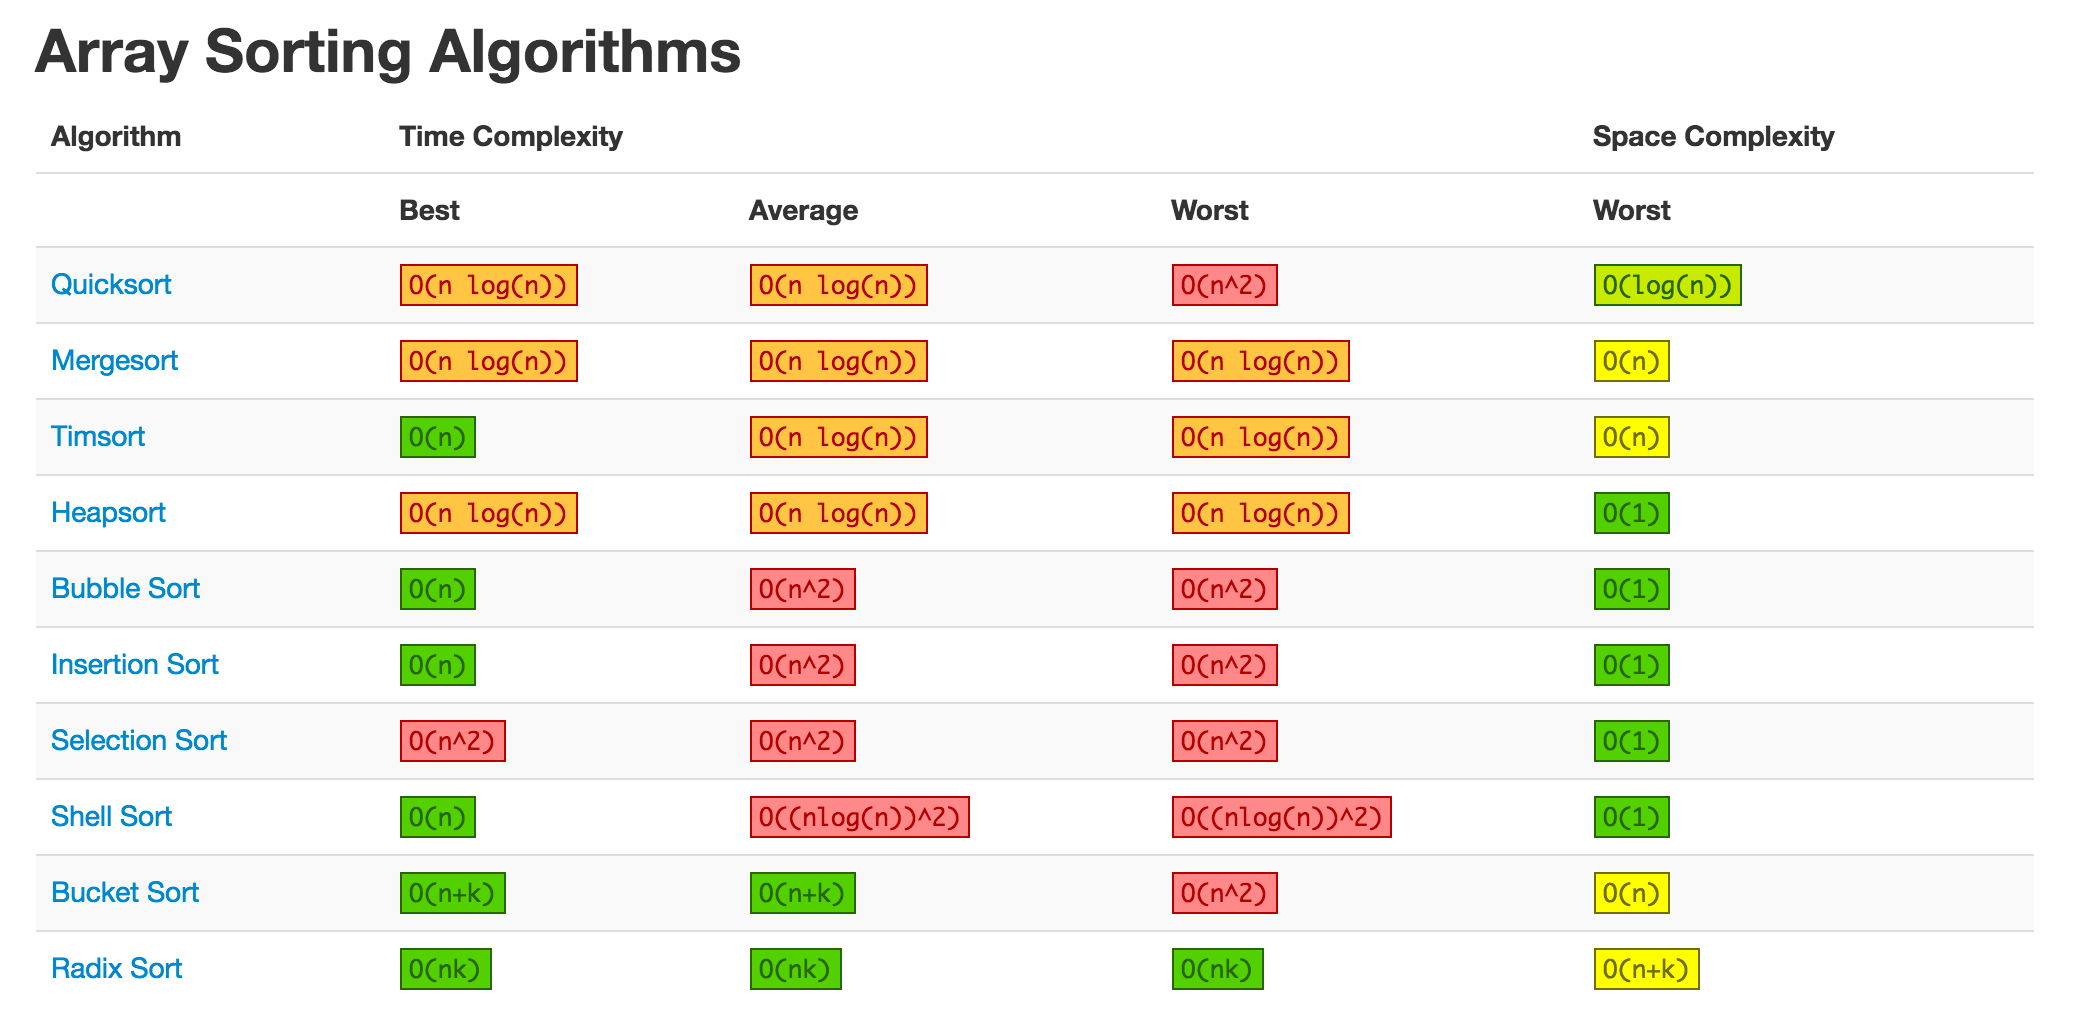 Array Sorting Algorithms
Algorithm Time Complexity Space Complexity
Best Average Worst Worst
Quicksort O(n log(n)) O(n log(n)) O(n^2) O(log(n))
Mergesort O(n log(n)) O(n log(n)) O(n log(n)) O(n)
Timsort O(n) O(n log(n)) O(n log(n)) O(n)
Heapsort O(n log(n)) O(n log(n)) O(n log(n)) O(1)
Bubble Sort O(n) O(n^2) O(n^2) O(1)
Insertion Sort O(n) O(n^2) O(n^2) O(1)
Selection Sort O(n^2) O(n^2) O(n^2) O(1)
Shell Sort O(n) O((nlog(n))^2) O((nlog(n))^2) O(1)
Bucket Sort O(n+k) O(n+k) O(n^2) O(n)
Radix Sort O(nk) O(nk) O(nk) O(n+k)